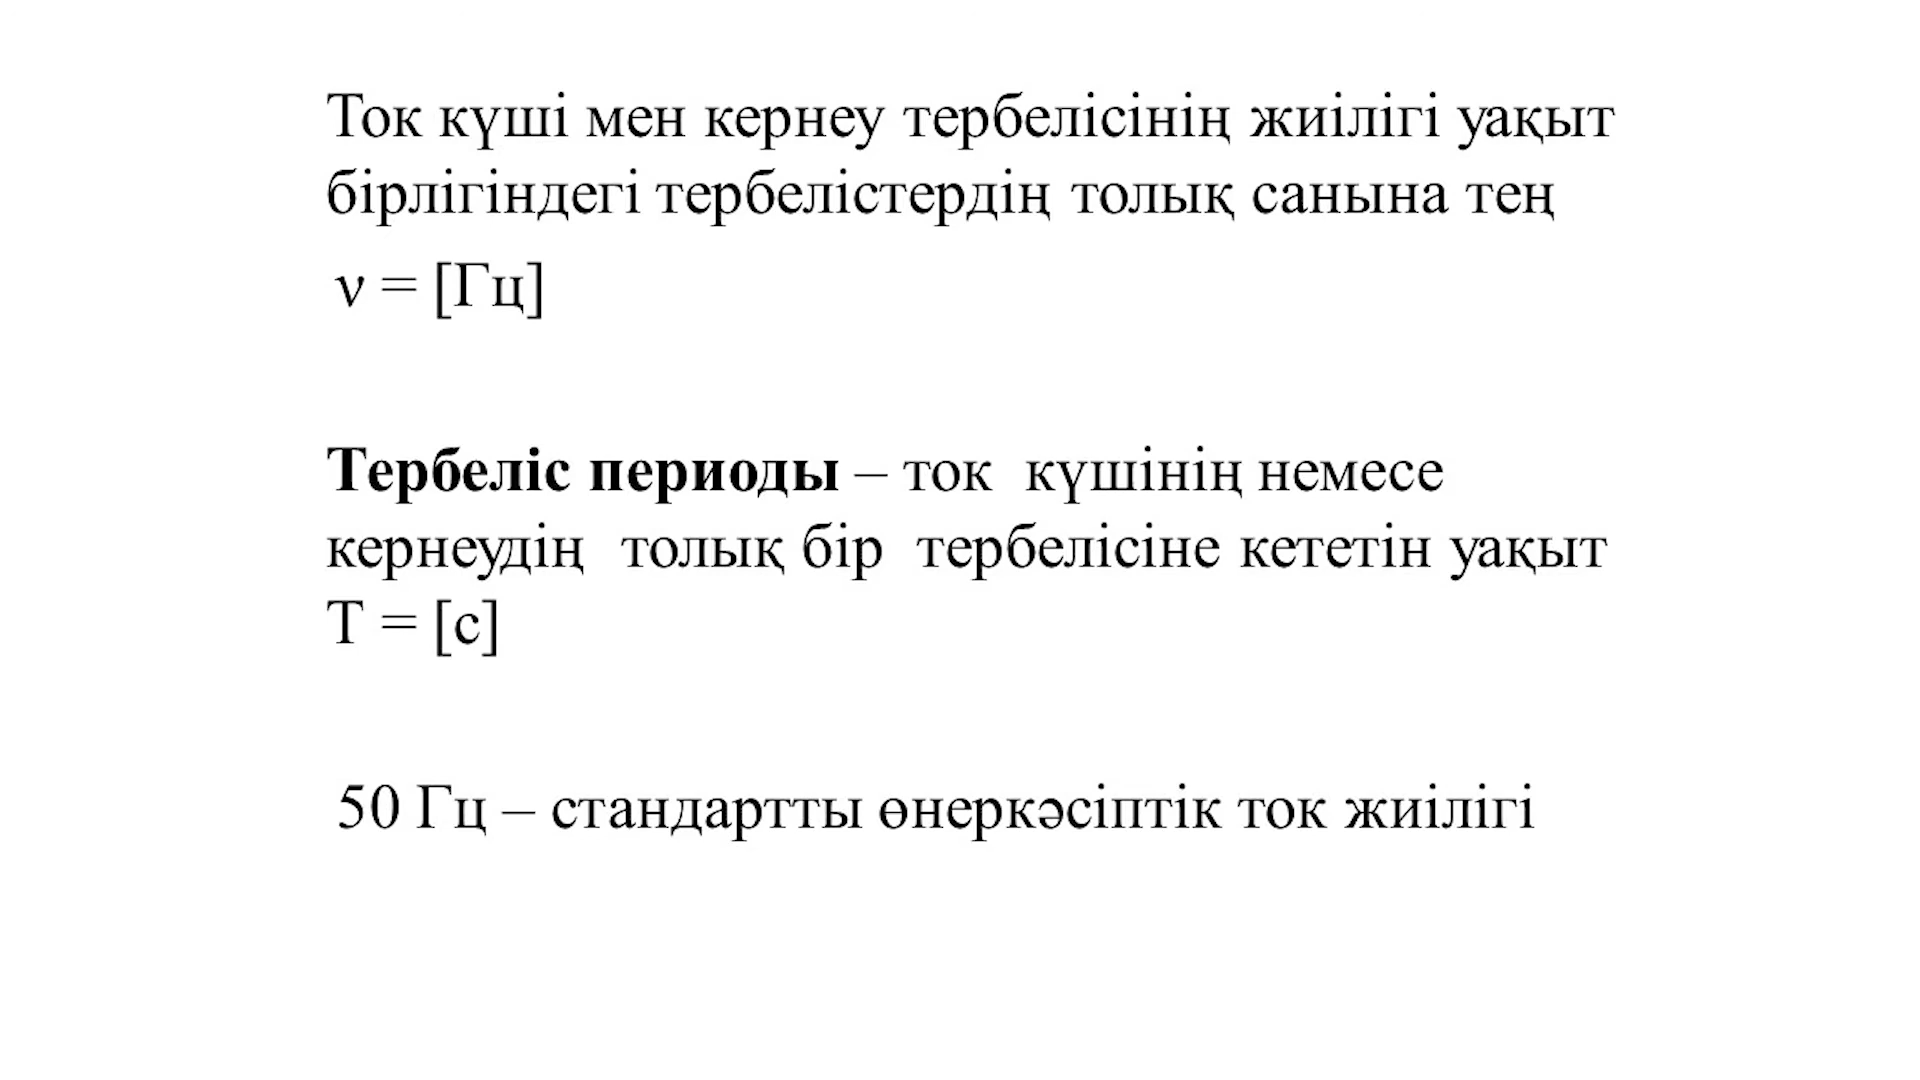 Ток күші мен кернеу тербелісінің жиілігі уақыт
бірлігіндегі тербелістердің толық санына тең
ν = [Гц]
Тербеліс периоды – ток күшінің немесе
кернеудің толық бір тербелісіне кететін уақыт
T = [c]
50 Гц – стандартты өнеркәсіптік ток жиілігі